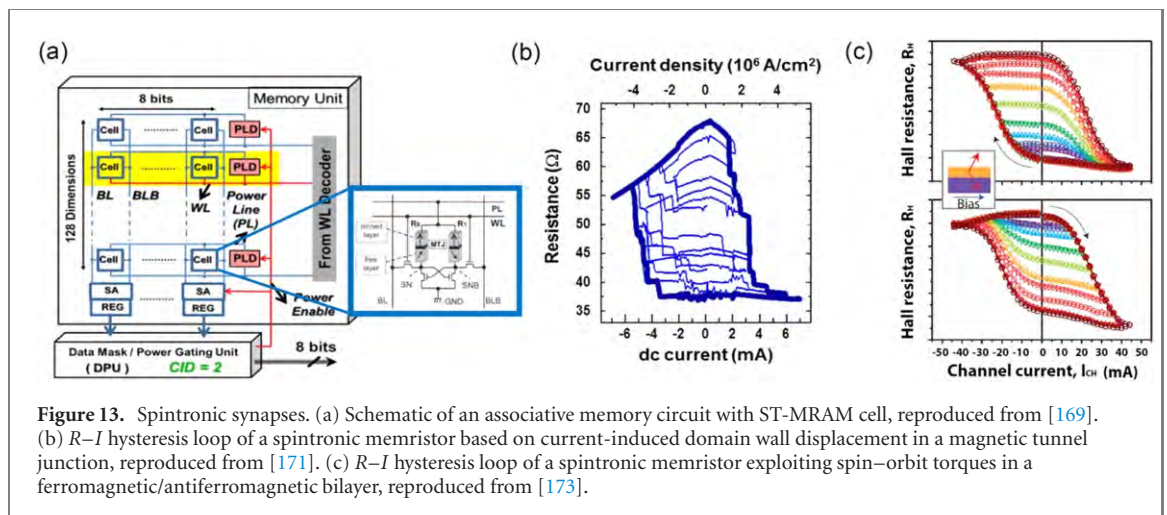 (a)
8 bits
Memory Unit
Cell
Cell
PLD
Cell
Cell
PLD
128 Dimensions
BL
BLB
WL
Power
Line
(PL)
From WL Decoder
Cell
Cell
PLD
SA
SA
REG
REG
Power
Enable
Data Mask / Power Gating Unit
( DPU )
CID = 2
8 bits
PL
WL
pinned
layer
R0
R1
MTJ
free
layer
SN
SNB
BL
GND
BLB
(b)
Current density (10⁶ A/cm²)
-4 -2 0 2 4
Resistance (Ω)
65
60
55
50
45
40
35
-6 -4 -2 0 2 4 6
dc current (mA)
(c)
Hall resistance, RH
Bias
Hall resistance, RH
-50 -40 -30 -20 -10 0 10 20 30 40 50
Channel current, ICH (mA)
Figure 13. Spintronic synapses. (a) Schematic of an associative memory circuit with ST-MRAM cell, reproduced from [169].
(b) R–I hysteresis loop of a spintronic memristor based on current-induced domain wall displacement in a magnetic tunnel
junction, reproduced from [171]. (c) R–I hysteresis loop of a spintronic memristor exploiting spin–orbit torques in a
ferromagnetic/antiferromagnetic bilayer, reproduced from [173].